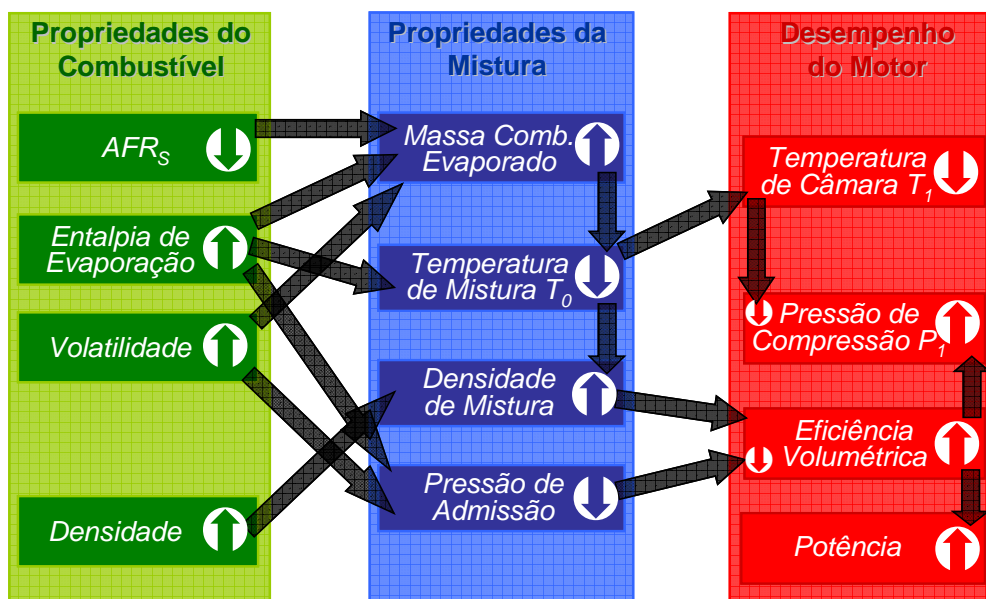 Propriedades do
Combustível
AFRS
Entalpia de
Evaporação
Volatilidade
Densidade
Propriedades da
Mistura
Massa Comb.
Evaporado
Temperatura
de Mistura T0
Densidade
de Mistura
Pressão de
Admissão
Desempenho
do Motor
Temperatura
de Câmara T1
Pressão de
Compressão P1
Eficiência
Volumétrica
Potência